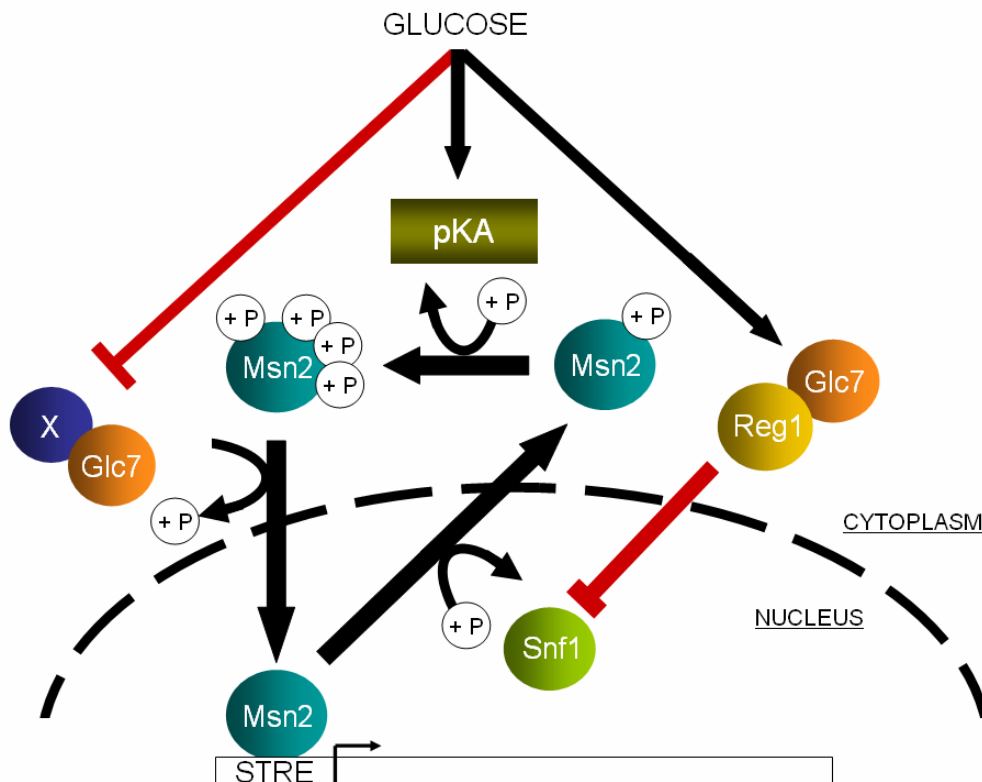 GLUCOSE
pKA
+ P
+ P
+ P
+ P
+ P
+ P
Msn2
Msn2
Glc7
X
Reg1
Glc7
+ P
CYTOPLASM
NUCLEUS
+ P
Snf1
Msn2
STRE